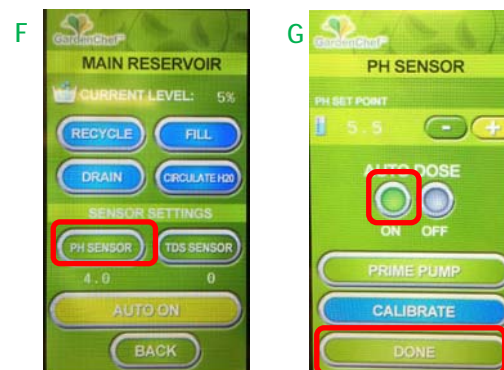 F
GardenChef
MAIN RESERVOIR
CURRENT LEVEL: 5%
RECYCLE FILL
DRAIN CIRCULATE H20
SENSOR SETTINGS
PH SENSOR TDS SENSOR
4.0 0
AUTO ON
BACK
G
GardenChef
PH SENSOR
PH SET POINT
5.5 - +
AUTO DOSE
ON OFF
PRIME PUMP
CALIBRATE
DONE